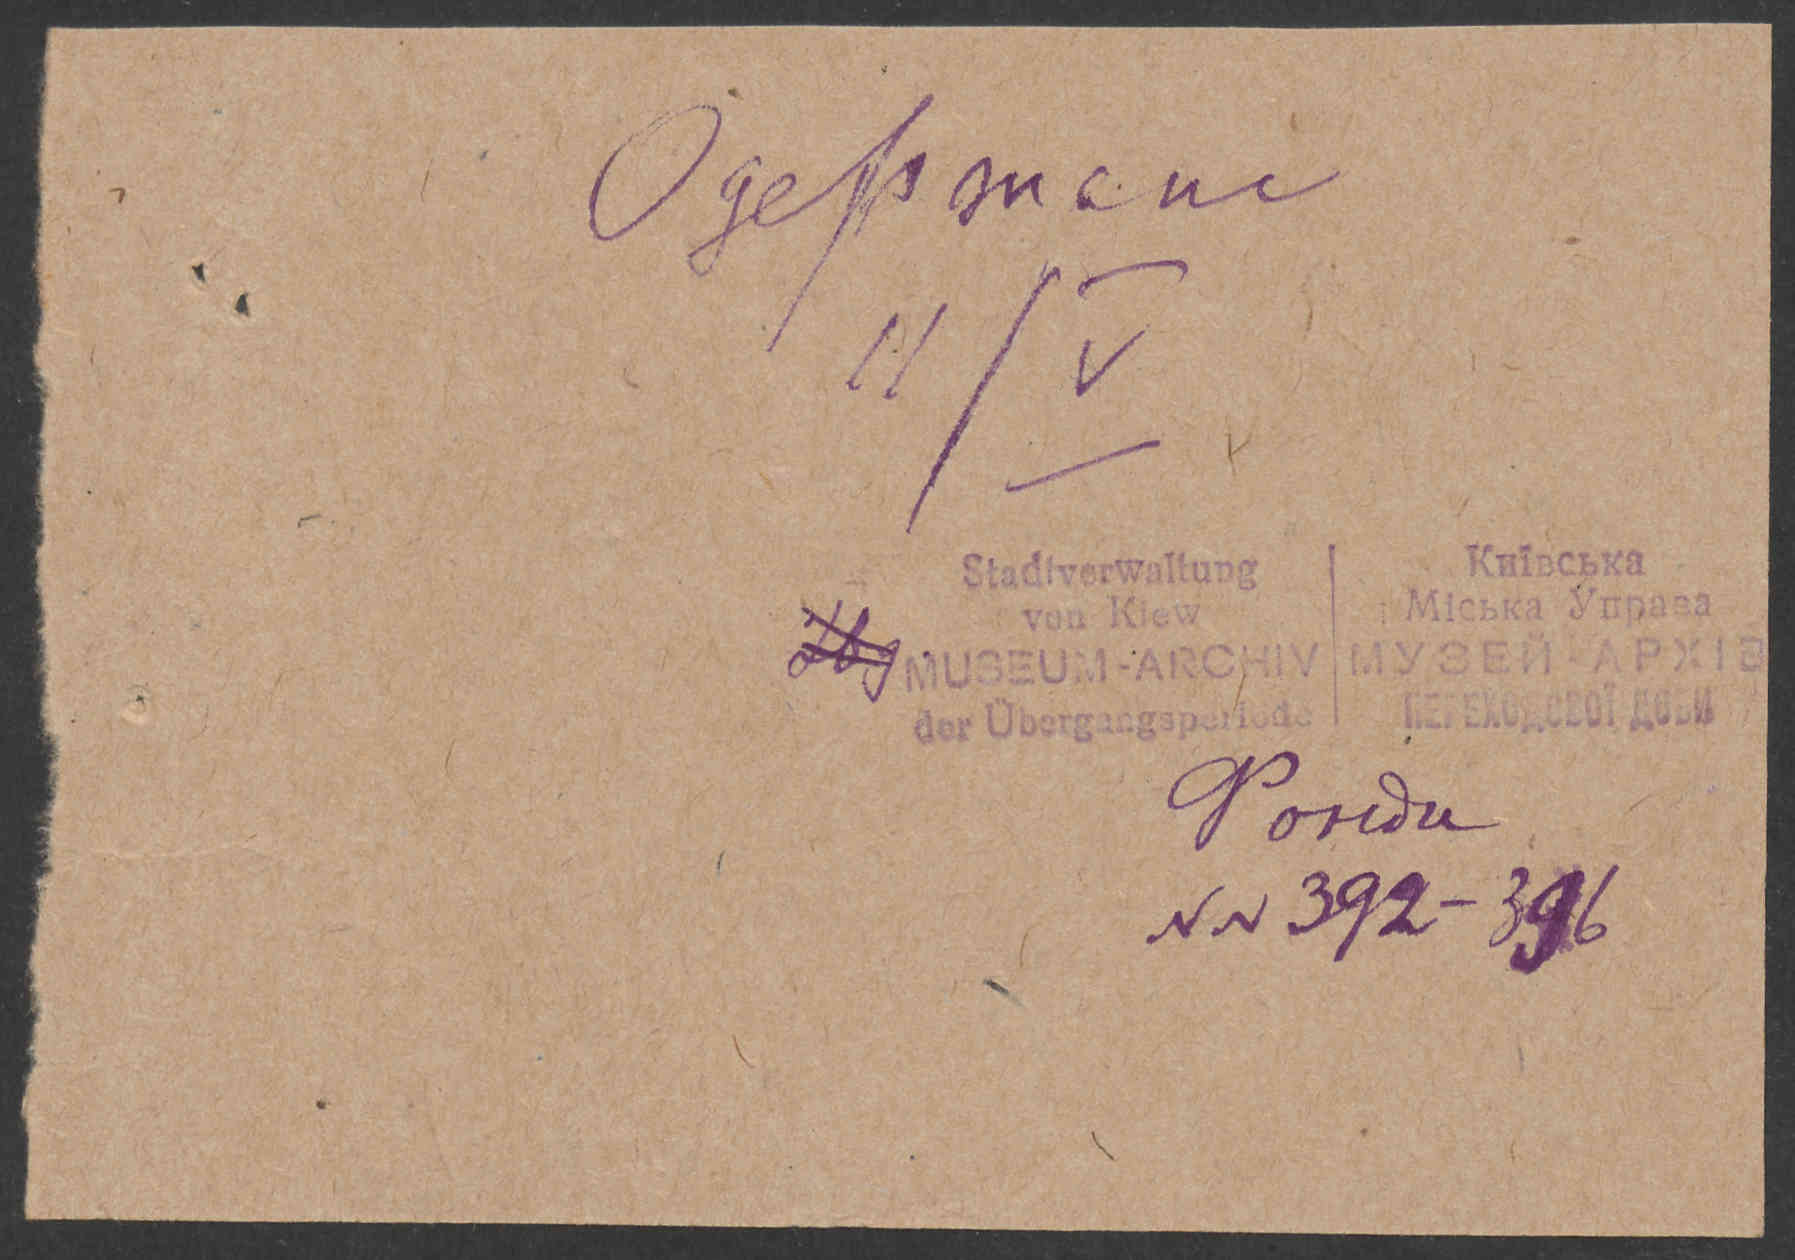 Одержано
11/V
Stadtverwaltung
von Kiew
MUSEUM-ARCHIV
der Übergangsperiode
Київська
Міська Управа
МУЗЕЙ-АРХІВ
ПЕРЕХОДОВОЇ ДОБИ
Фонди
NN 392-396